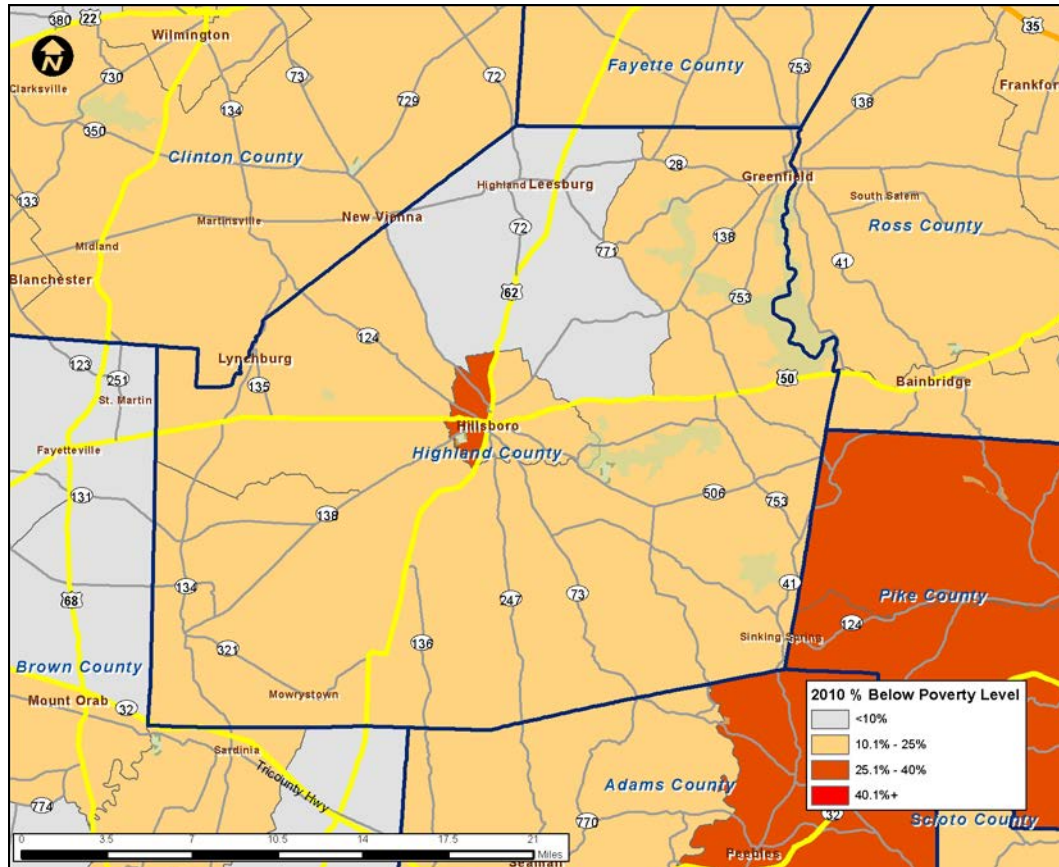 380
22
Wilmington
35
N
730
73
72
Fayette County
753
Clarksville
134
729
138
350
Clinton County
28
Greenfield
Highland
Leesburg
133
Martinsville
New Vienna
South Salem
Midland
72
138
Ross County
771
41
Blanchester
62
753
124
123
Lynchburg
251
135
50
Bainbridge
St. Martin
Hillsboro
Fayetteville
Highland County
131
138
506
753
134
247
73
41
68
Pike County
321
136
124
Sinking Spring
Brown County
Mowrystown
Mount Orab
32
2010 % Below Poverty Level
<10%
10.1% - 25%
25.1% - 40%
40.1%+
Sardinia
Tricounty Hwy
Adams County
774
770
32
Scioto County
0 3.5 7 10.5 14 17.5 21
Miles
Peebles